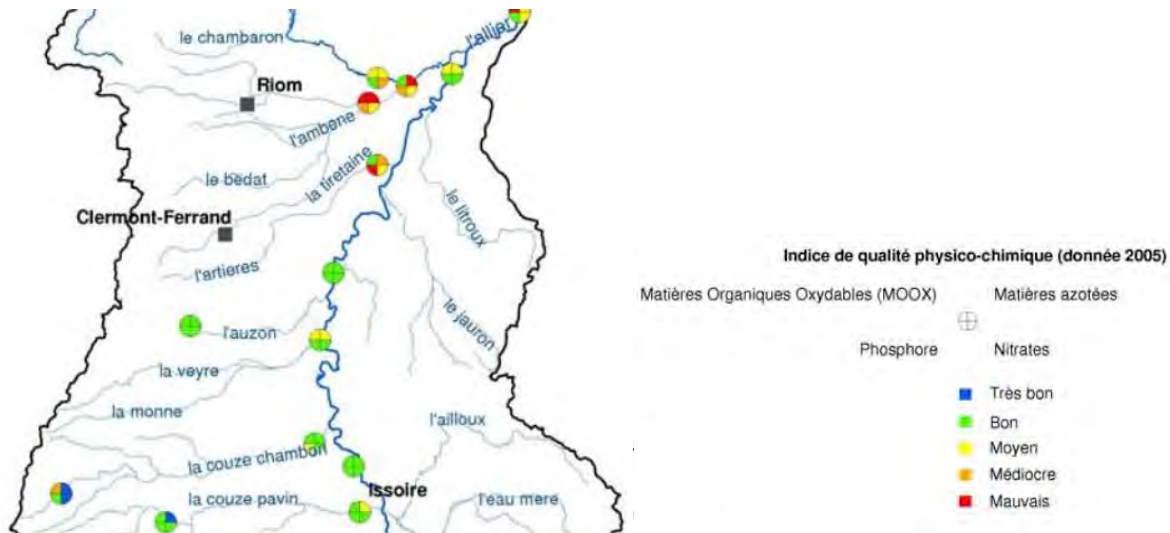 le chambaron
l'allier
Riom
l'ambene
la tiretaine
le bedat
le litroux
Clermont-Ferrand
l'artieres
le jauron
l'auzon
la veyre
la monne
l'ailloux
la couze chambon
Issoire
la couze pavin
l'eau mere
Indice de qualité physico-chimique (donnée 2005)
Matières Organiques Oxydables (MOOX) Matières azotées
Phosphore Nitrates
Très bon
Bon
Moyen
Médiocre
Mauvais